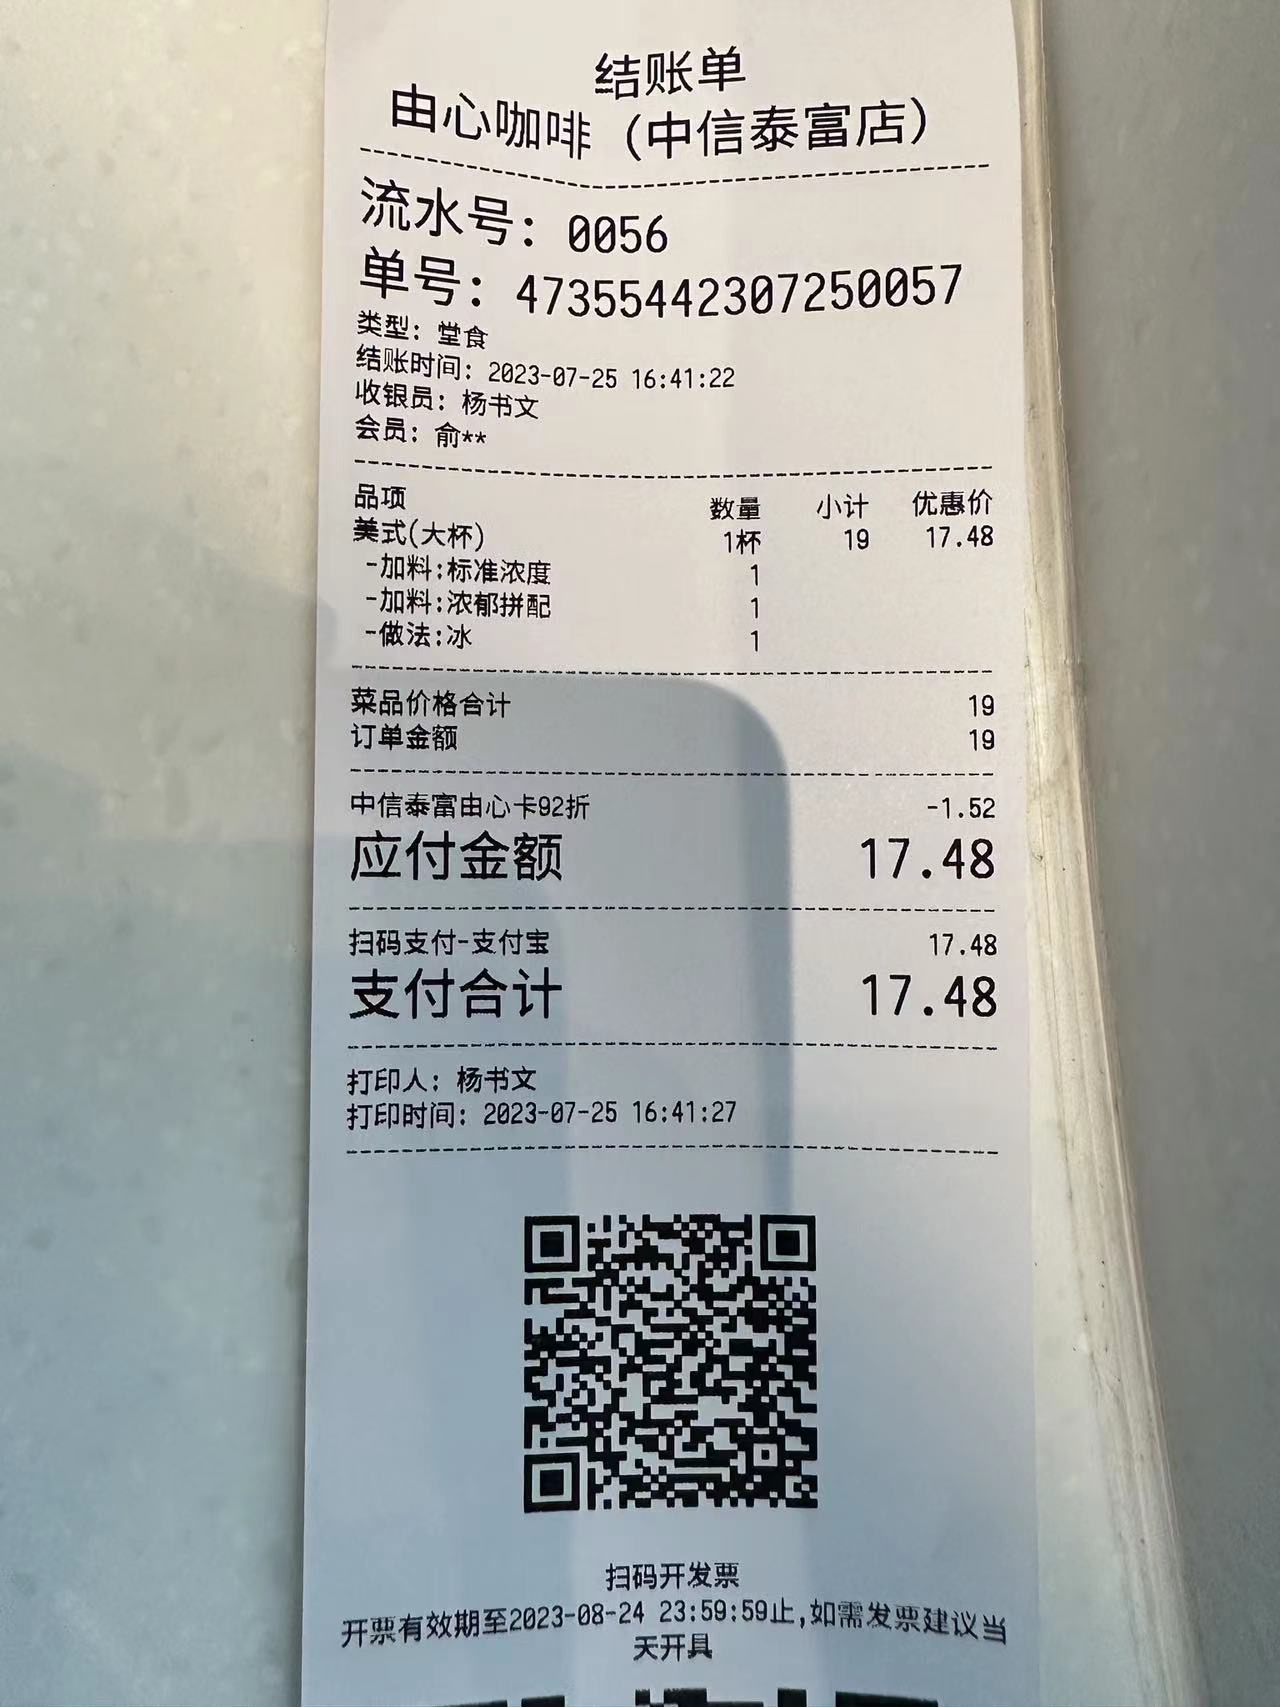 结账单
由心咖啡（中信泰富店）
流水号：0056
单号：47355442307250057
类型：堂食
结账时间：2023-07-25 16:41:22
收银员：杨书文
会员：俞**
品项 数量 小计 优惠价
美式(大杯) 1杯 19 17.48
-加料:标准浓度 1
-加料:浓郁拼配 1
-做法:冰 1
菜品价格合计 19
订单金额 19
中信泰富由心卡92折 -1.52
应付金额 17.48
扫码支付-支付宝 17.48
支付合计 17.48
打印人：杨书文
打印时间：2023-07-25 16:41:27
扫码开发票
开票有效期至2023-08-24 23:59:59止,如需发票建议当
天开具